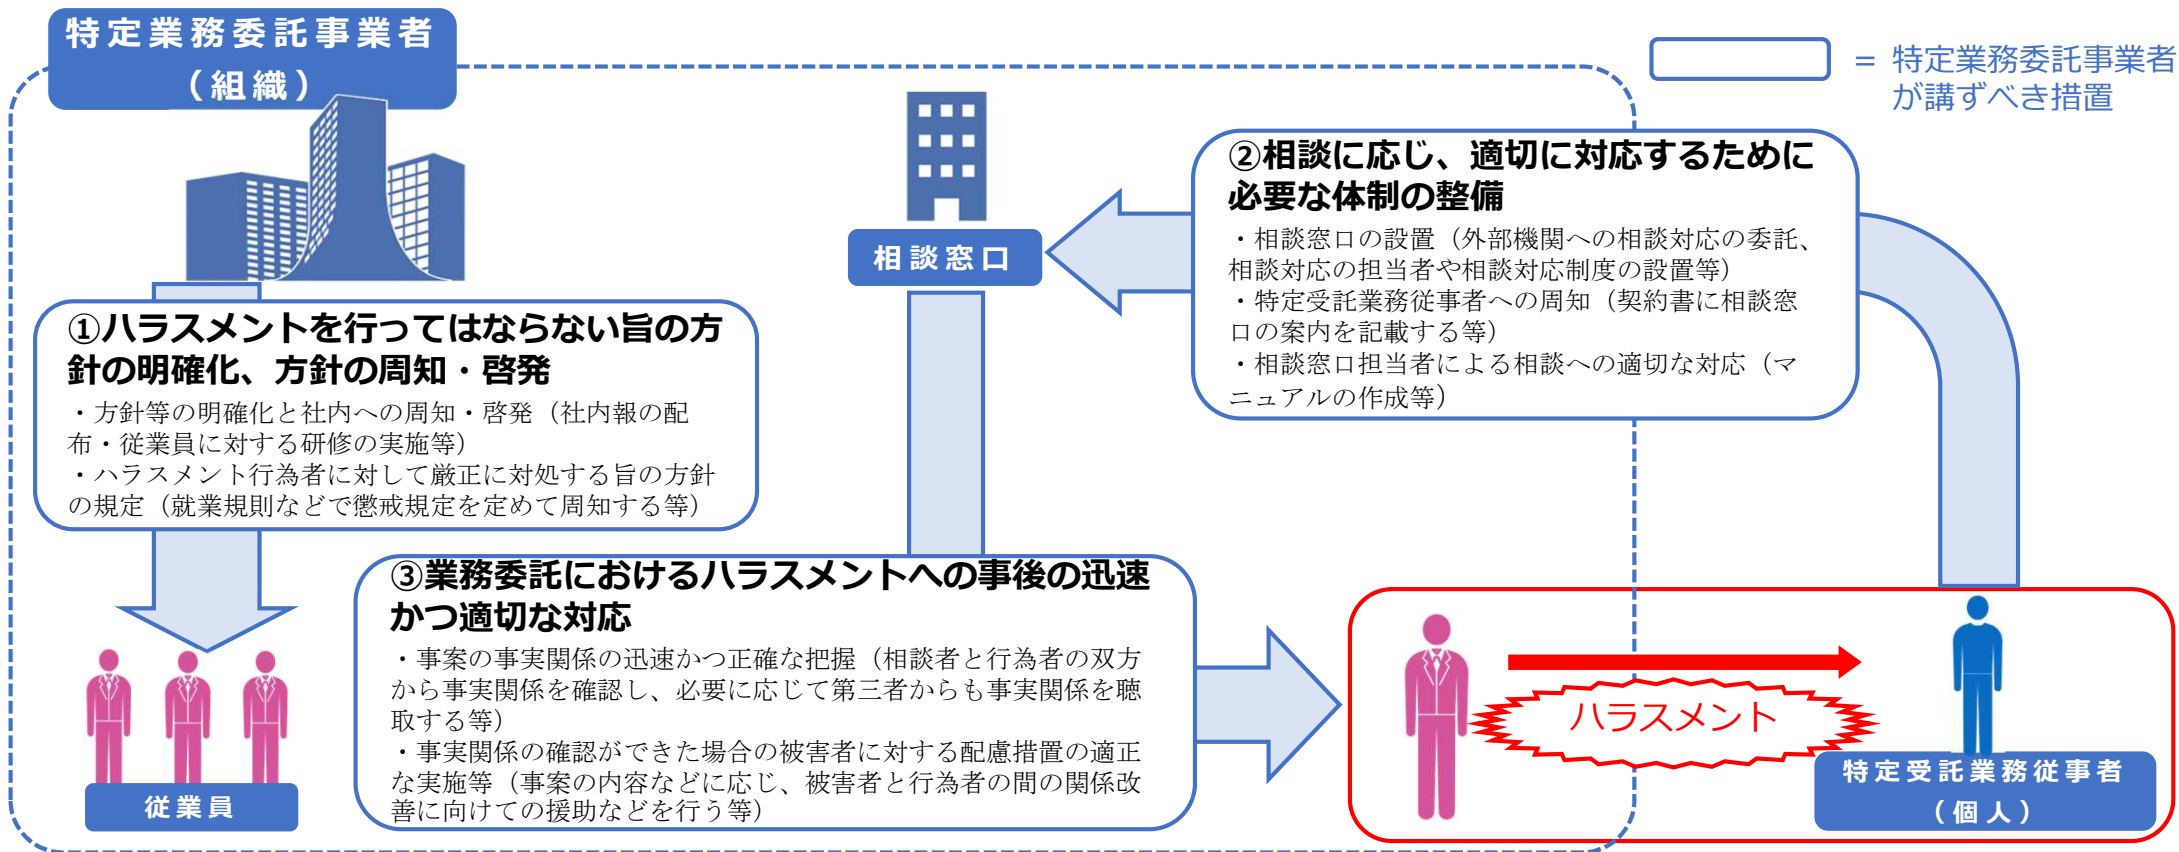 特定業務委託事業者
（組織）
= 特定業務委託事業者
が講ずべき措置
①ハラスメントを行ってはならない旨の方
針の明確化、方針の周知・啓発
・方針等の明確化と社内への周知・啓発（社内報の配
布・従業員に対する研修の実施等）
・ハラスメント行為者に対して厳正に対処する旨の方針
の規定（就業規則などで懲戒規定を定めて周知する等）
従業員
相談窓口
②相談に応じ、適切に対応するために
必要な体制の整備
・相談窓口の設置（外部機関への相談対応の委託、
相談対応の担当者や相談対応制度の設置等）
・特定受託業務従事者への周知（契約書に相談窓
口の案内を記載する等）
・相談窓口担当者による相談への適切な対応（マ
ニュアルの作成等）
③業務委託におけるハラスメントへの事後の迅速
かつ適切な対応
・事案の事実関係の迅速かつ正確な把握（相談者と行為者の双方
から事実関係を確認し、必要に応じて第三者からも事実関係を聴
取する等）
・事実関係の確認ができた場合の被害者に対する配慮措置の適正
な実施等（事案の内容などに応じ、被害者と行為者の間の関係改
善に向けての援助などを行う等）
ハラスメント
特定受託業務従事者
（個人）